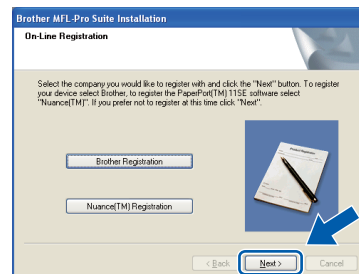 Brother MFL-Pro Suite Installation
On-Line Registration
Select the company you would like to register with and click the "Next" button. To register
your device select Brother, to register the PaperPort(TM) 11SE software select
"Nuance(TM)". If you prefer not to register at this time click "Next".
Brother Registration
Nuance(TM) Registration
Product Registration
< Back
Next >
Cancel